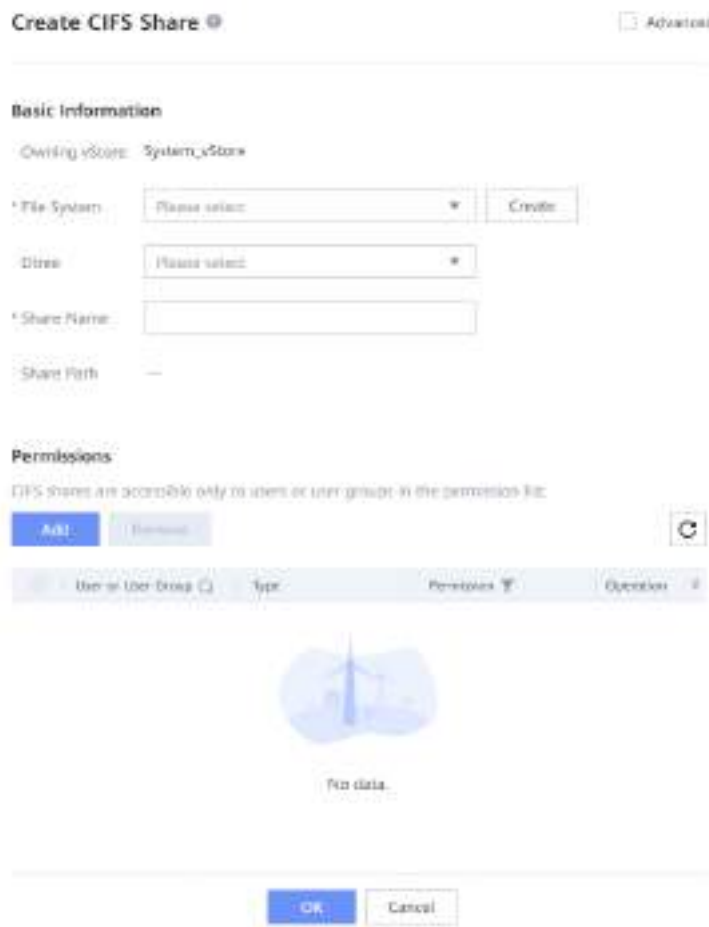 Create CIFS Share
Advanced
Basic Information
Owning vStore System_vStore
* File System Please select Create
Dtree Please select
* Share Name
Share Path --
Permissions
CIFS shares are accessible only to users or user groups in the permission list.
Add Remove
User or User Group Type Permission Operation
No data.
OK Cancel